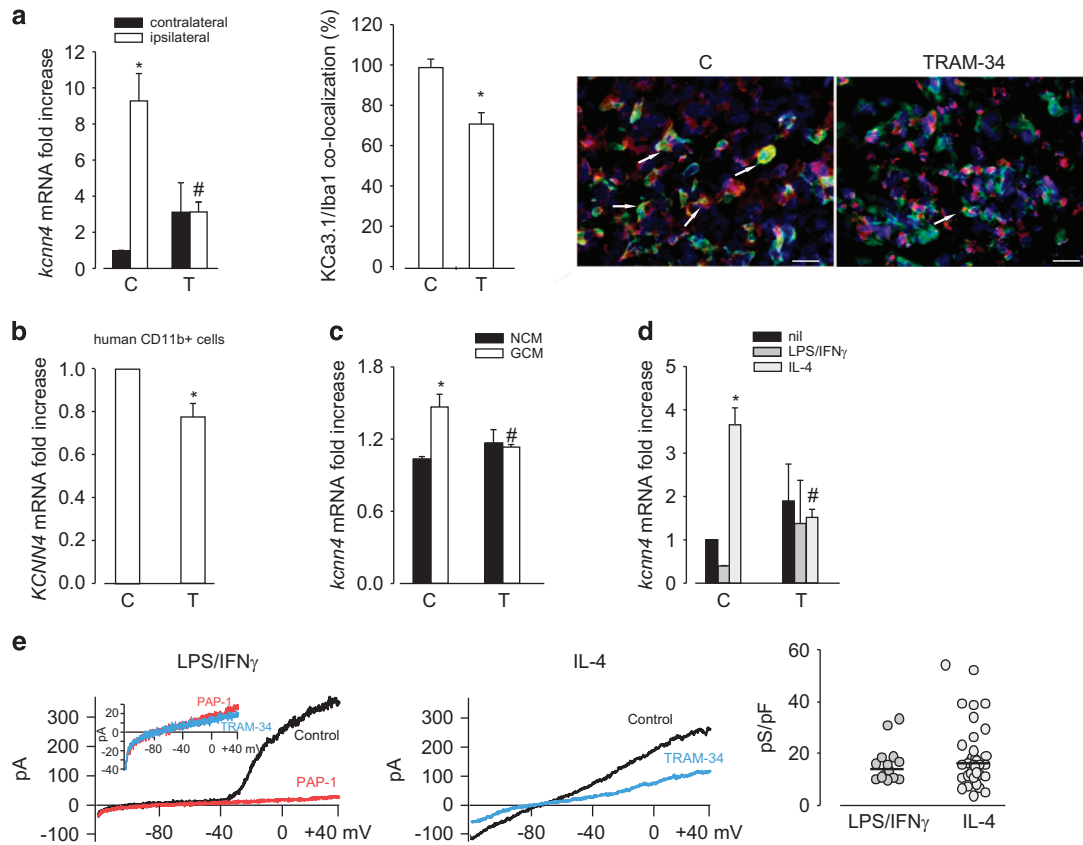 a
contralateral
ipsilateral
kcnn4 mRNA fold increase
12
10
8
6
4
2
0
*
#
C T
KCa3.1/Iba1 co-localization (%)
120
100
80
60
40
20
0
*
C T
C
TRAM-34
b
human CD11b+ cells
KCNN4 mRNA fold increase
1.0
0.8
0.6
0.4
0.2
0.0
*
C T
c
NCM
GCM
kcnn4 mRNA fold increase
1.8
1.2
0.6
0.0
*
#
C T
d
nil
LPS/IFNγ
IL-4
kcnn4 mRNA fold increase
5
4
3
2
1
0
*
#
C T
e
LPS/IFNγ
pA
300
200
100
0
-100
-80 0 +40 mV
Control
PAP-1
pA
20
0
-20
-40
PAP-1
TRAM-34
-80 0 +40 mV
IL-4
pA
300
200
100
0
-100
-80 0 +40 mV
Control
TRAM-34
pS/pF
60
40
20
0
LPS/IFNγ IL-4